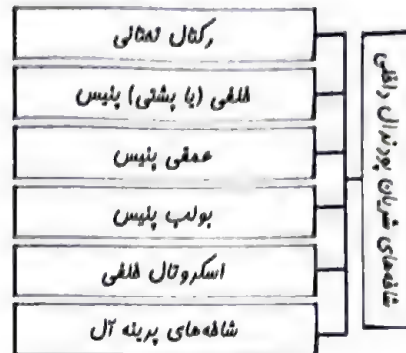 شاخه‌های شریان پودندال داخلی
رکتال تحتانی
خلفی (یا پشتی) پنیس
عمقی پنیس
بولب پنیس
اسکروتال خلفی
شاخه‌های پرینه آل